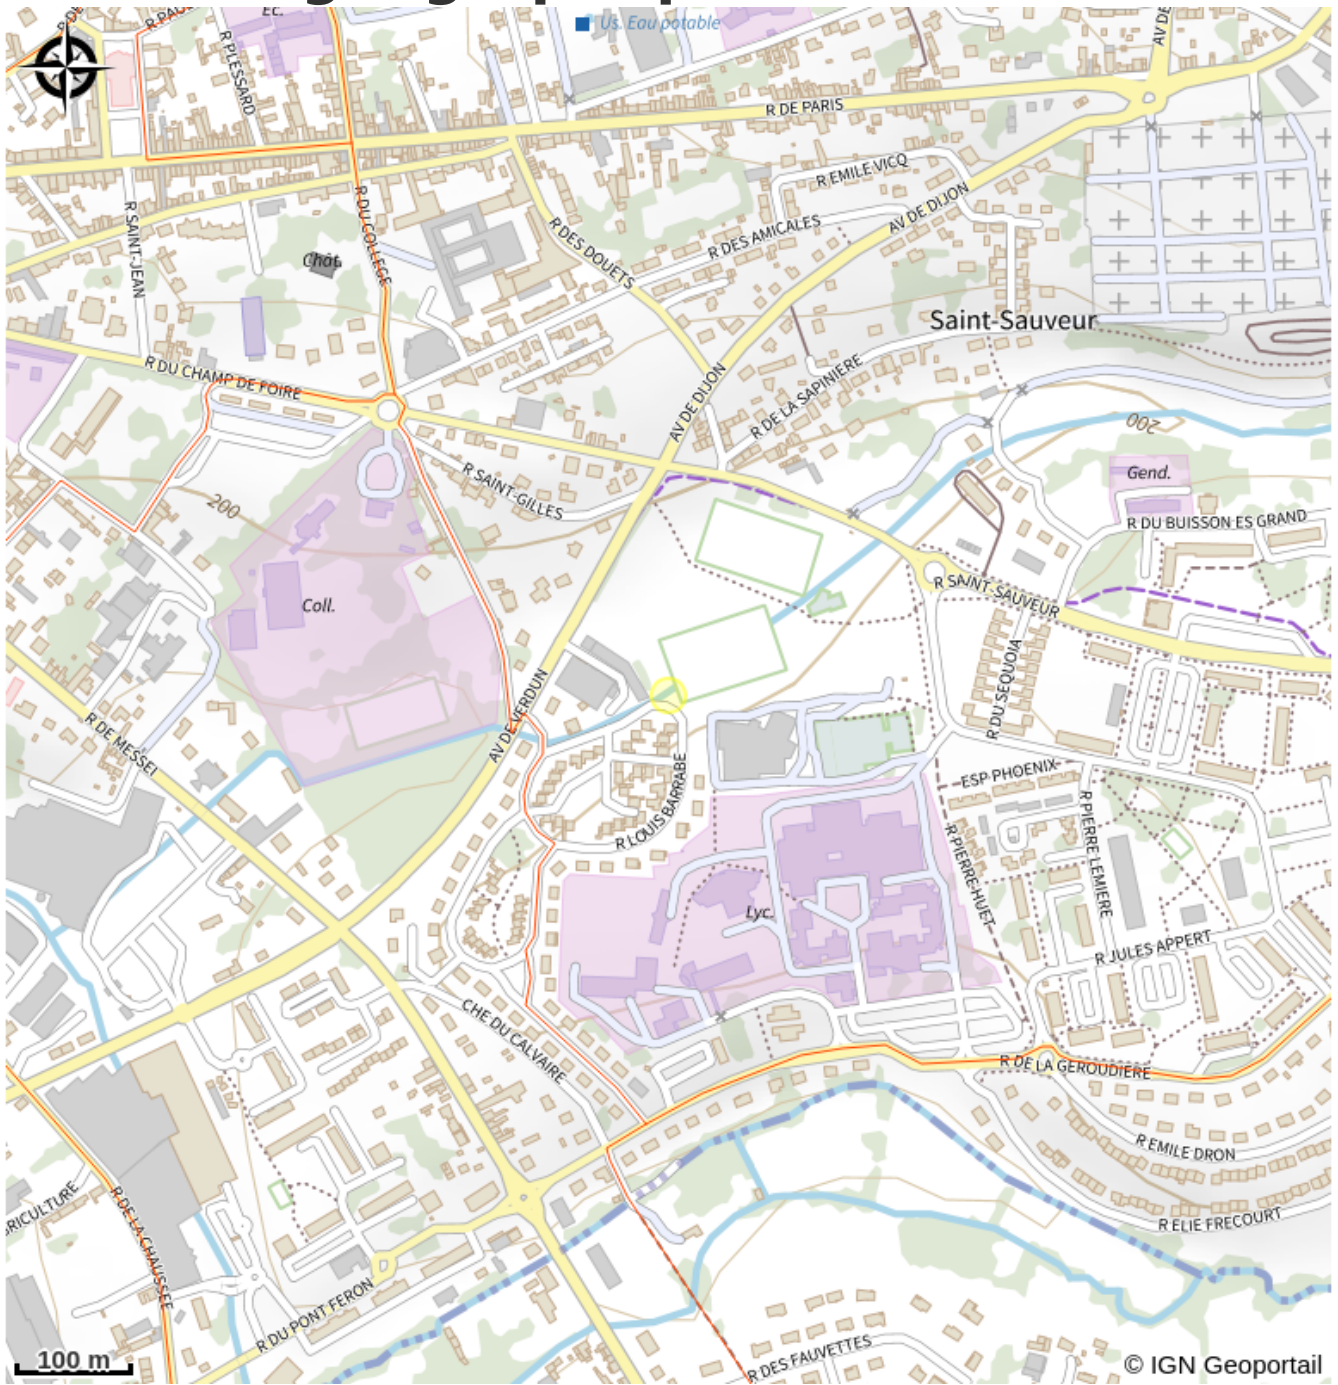 Ec.
Us. Eau potable
R PLESSARD
AV DE
R DE PARIS
R EMILE VICQ
R SAINT-JEAN
R DU COLLEGE
R DES DOUETS
R DES AMICALES
AV DE DIJON
Chât.
Saint-Sauveur
R DU CHAMP DE FOIRE
AV DE DIJON
R DE LA SAPINIERE
200
R SAINT-GILLES
Gend.
200
R DU BUISSON ES GRAND
R SAINT-SAUVEUR
Coll.
R DU SEQUOIA
AV DE VERDUN
R DE MESSEI
ESP PHOENIX
R LOUIS BARRABE
R PIERRE LEMIERE
R PIERRE HUET
Lyc.
R JULES APPERT
CHE DU CALVAIRE
R DE LA GEROUDIERE
R EMILE DRON
RICULTURE
R DE LA CHAUSSEE
R ELIE FRECOURT
R DU PONT FERON
R DES FAUVETTES
100 m
© IGN Geoportail